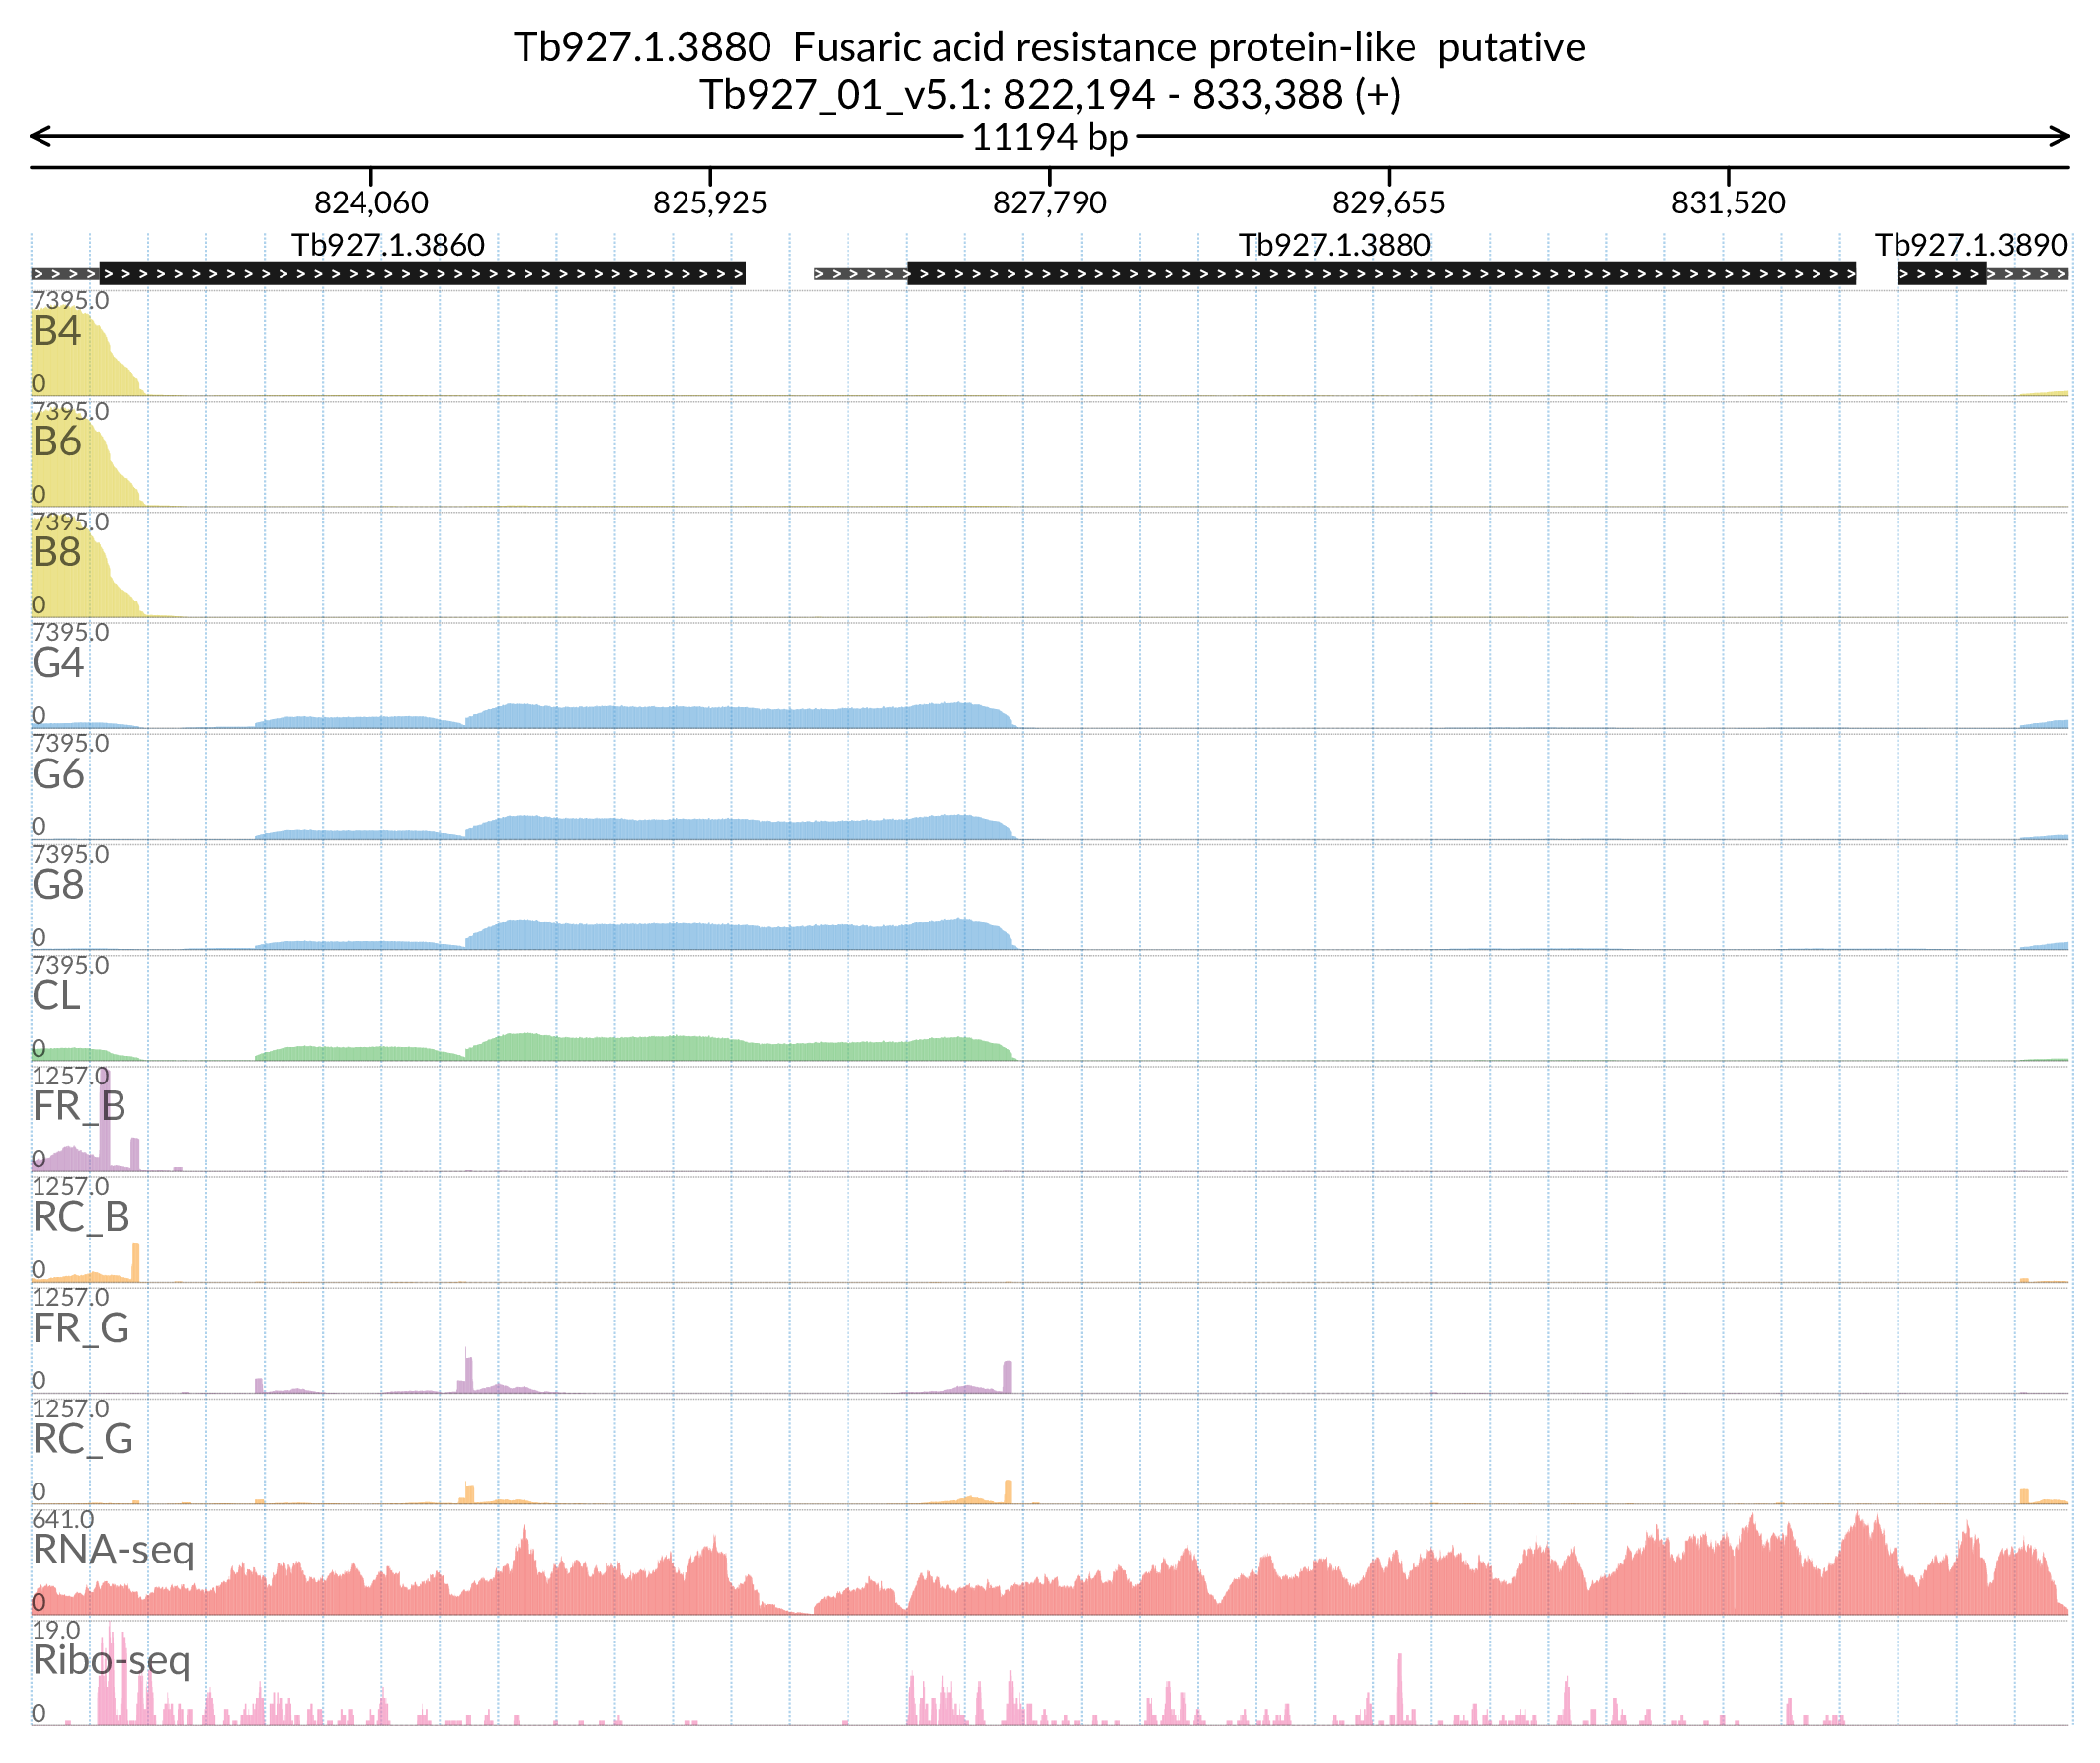 Tb927.1.3880 Fusaric acid resistance protein-like putative
Tb927_01_v5.1: 822,194 - 833,388 (+)
11194 bp
824,060 825,925 827,790 829,655 831,520
Tb927.1.3860 Tb927.1.3880 Tb927.1.3890
7395.0
B4
0
7395.0
B6
0
7395.0
B8
0
7395.0
G4
0
7395.0
G6
0
7395.0
G8
0
7395.0
CL
0
1257.0
FR_B
0
1257.0
RC_B
0
1257.0
FR_G
0
1257.0
RC_G
0
641.0
RNA-seq
0
19.0
Ribo-seq
0